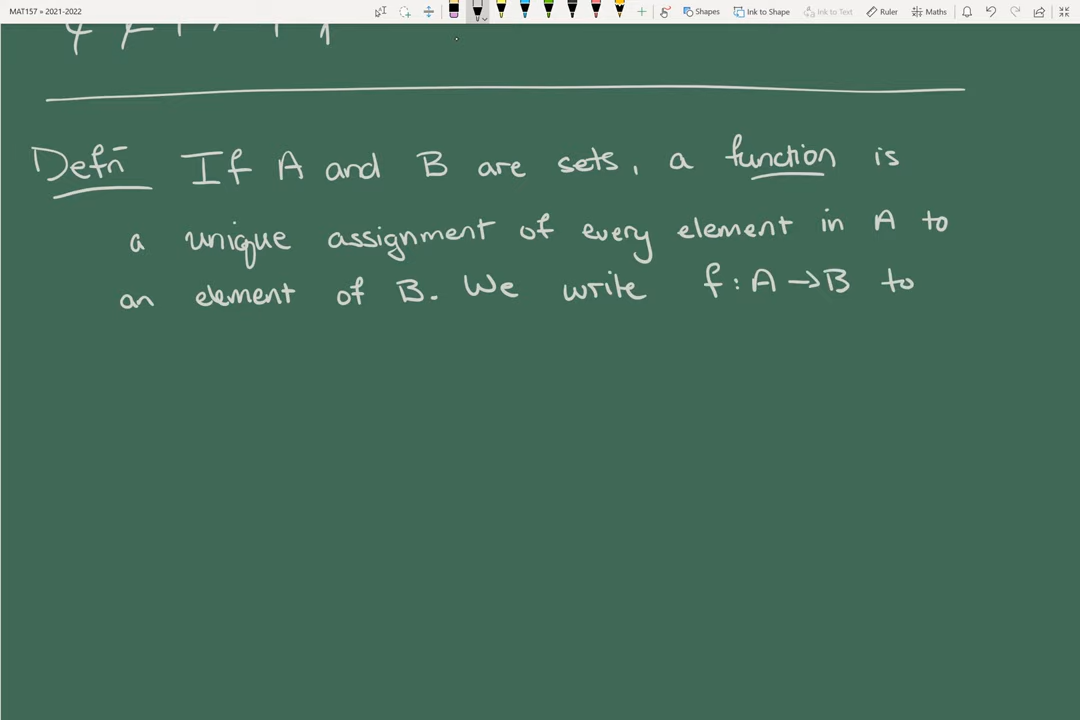 MAT157 » 2021-2022
Shapes Ink to Shape Ink to Text Ruler Maths
Defn̄ If A and B are sets, a function is
a unique assignment of every element in A to
an element of B. We write f: A → B to